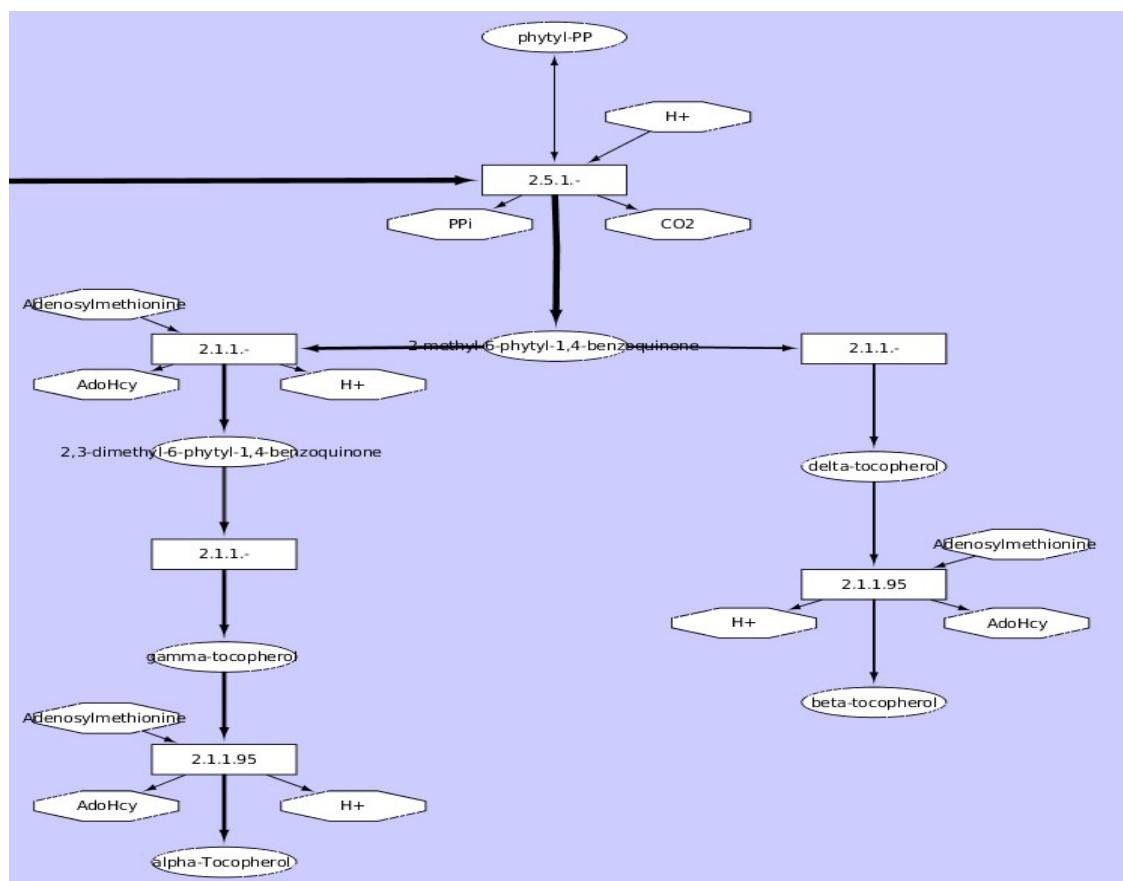 phytyl-PP
H+
2.5.1.-
PPi
CO2
Adenosylmethionine
2.1.1.-
2-methyl-6-phytyl-1,4-benzoquinone
2.1.1.-
AdoHcy
H+
2,3-dimethyl-6-phytyl-1,4-benzoquinone
delta-tocopherol
2.1.1.-
Adenosylmethionine
2.1.1.95
H+
AdoHcy
gamma-tocopherol
beta-tocopherol
Adenosylmethionine
2.1.1.95
AdoHcy
H+
alpha-Tocopherol